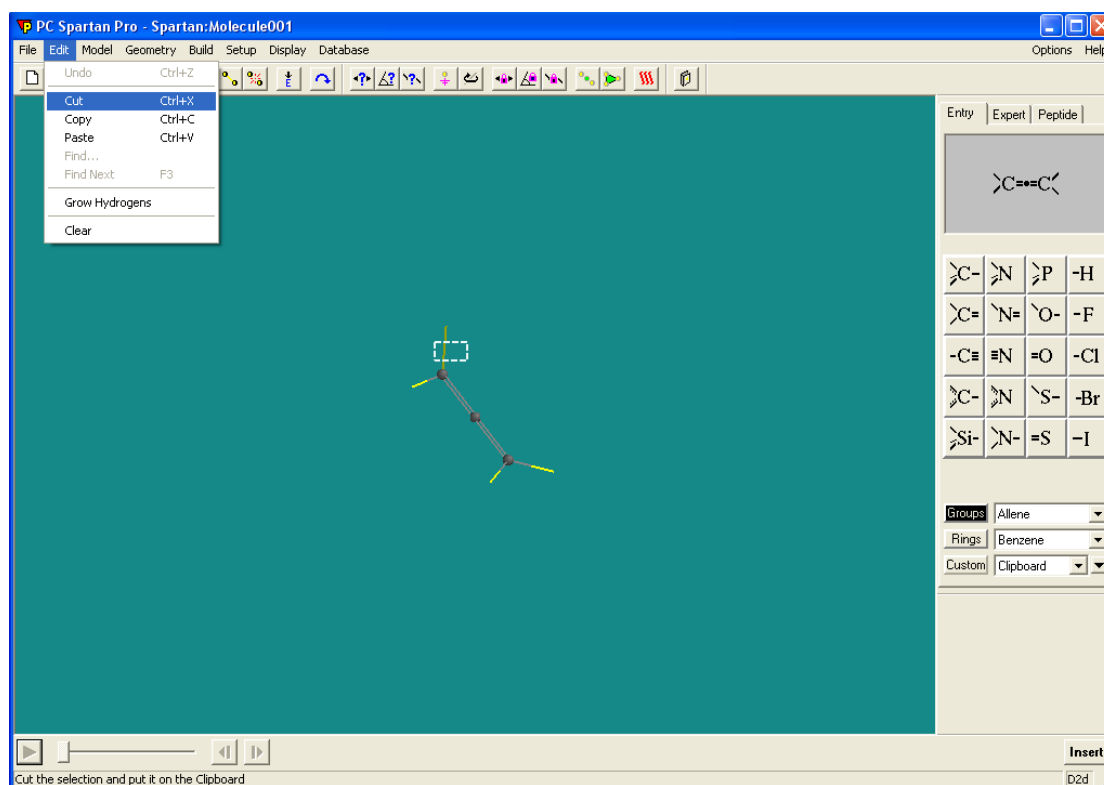 PC Spartan Pro - Spartan:Molecule001
File Edit Model Geometry Build Setup Display Database Options Help
Undo Ctrl+Z
Cut Ctrl+X
Copy Ctrl+C
Paste Ctrl+V
Find...
Find Next F3
Grow Hydrogens
Clear
Entry Expert Peptide
C=•=C
C- N P -H
C= N= O- -F
-C≡ ≡N =O -Cl
C- N S- -Br
Si- N- =S -I
Groups Allene
Rings Benzene
Custom Clipboard
Insert
Cut the selection and put it on the Clipboard D2d